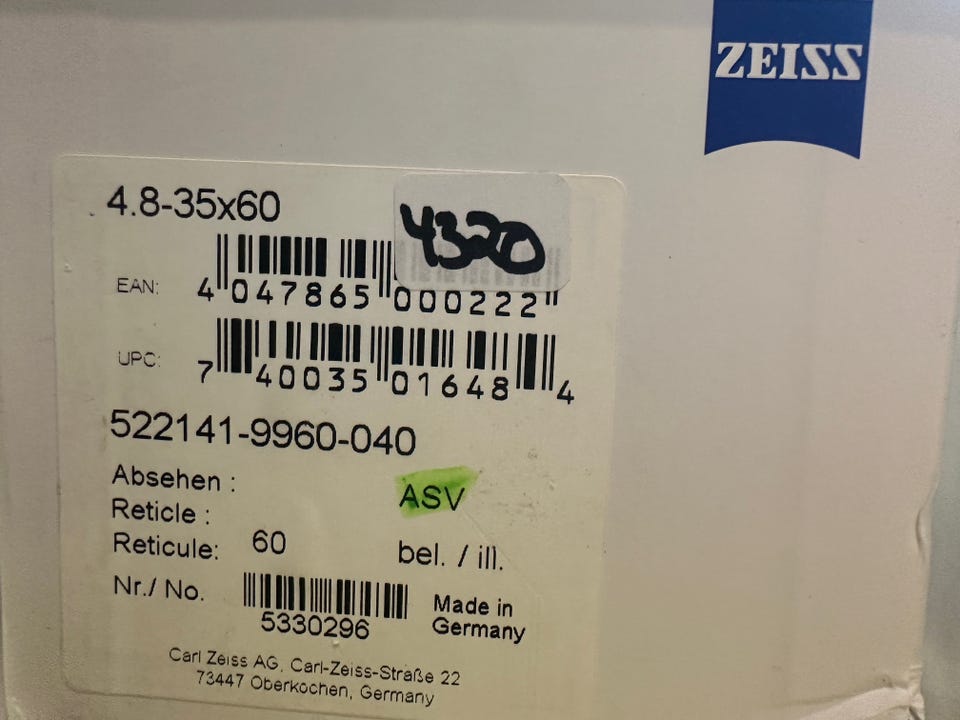 ZEISS
4.8-35x60
4320
EAN: 4 047865 000222
UPC: 7 40035 01648 4
522141-9960-040
Absehen :
Reticle : ASV
Reticule: 60 bel. / ill.
Nr./ No. 5330296
Made in
Germany
Carl Zeiss AG, Carl-Zeiss-Straße 22
73447 Oberkochen, Germany